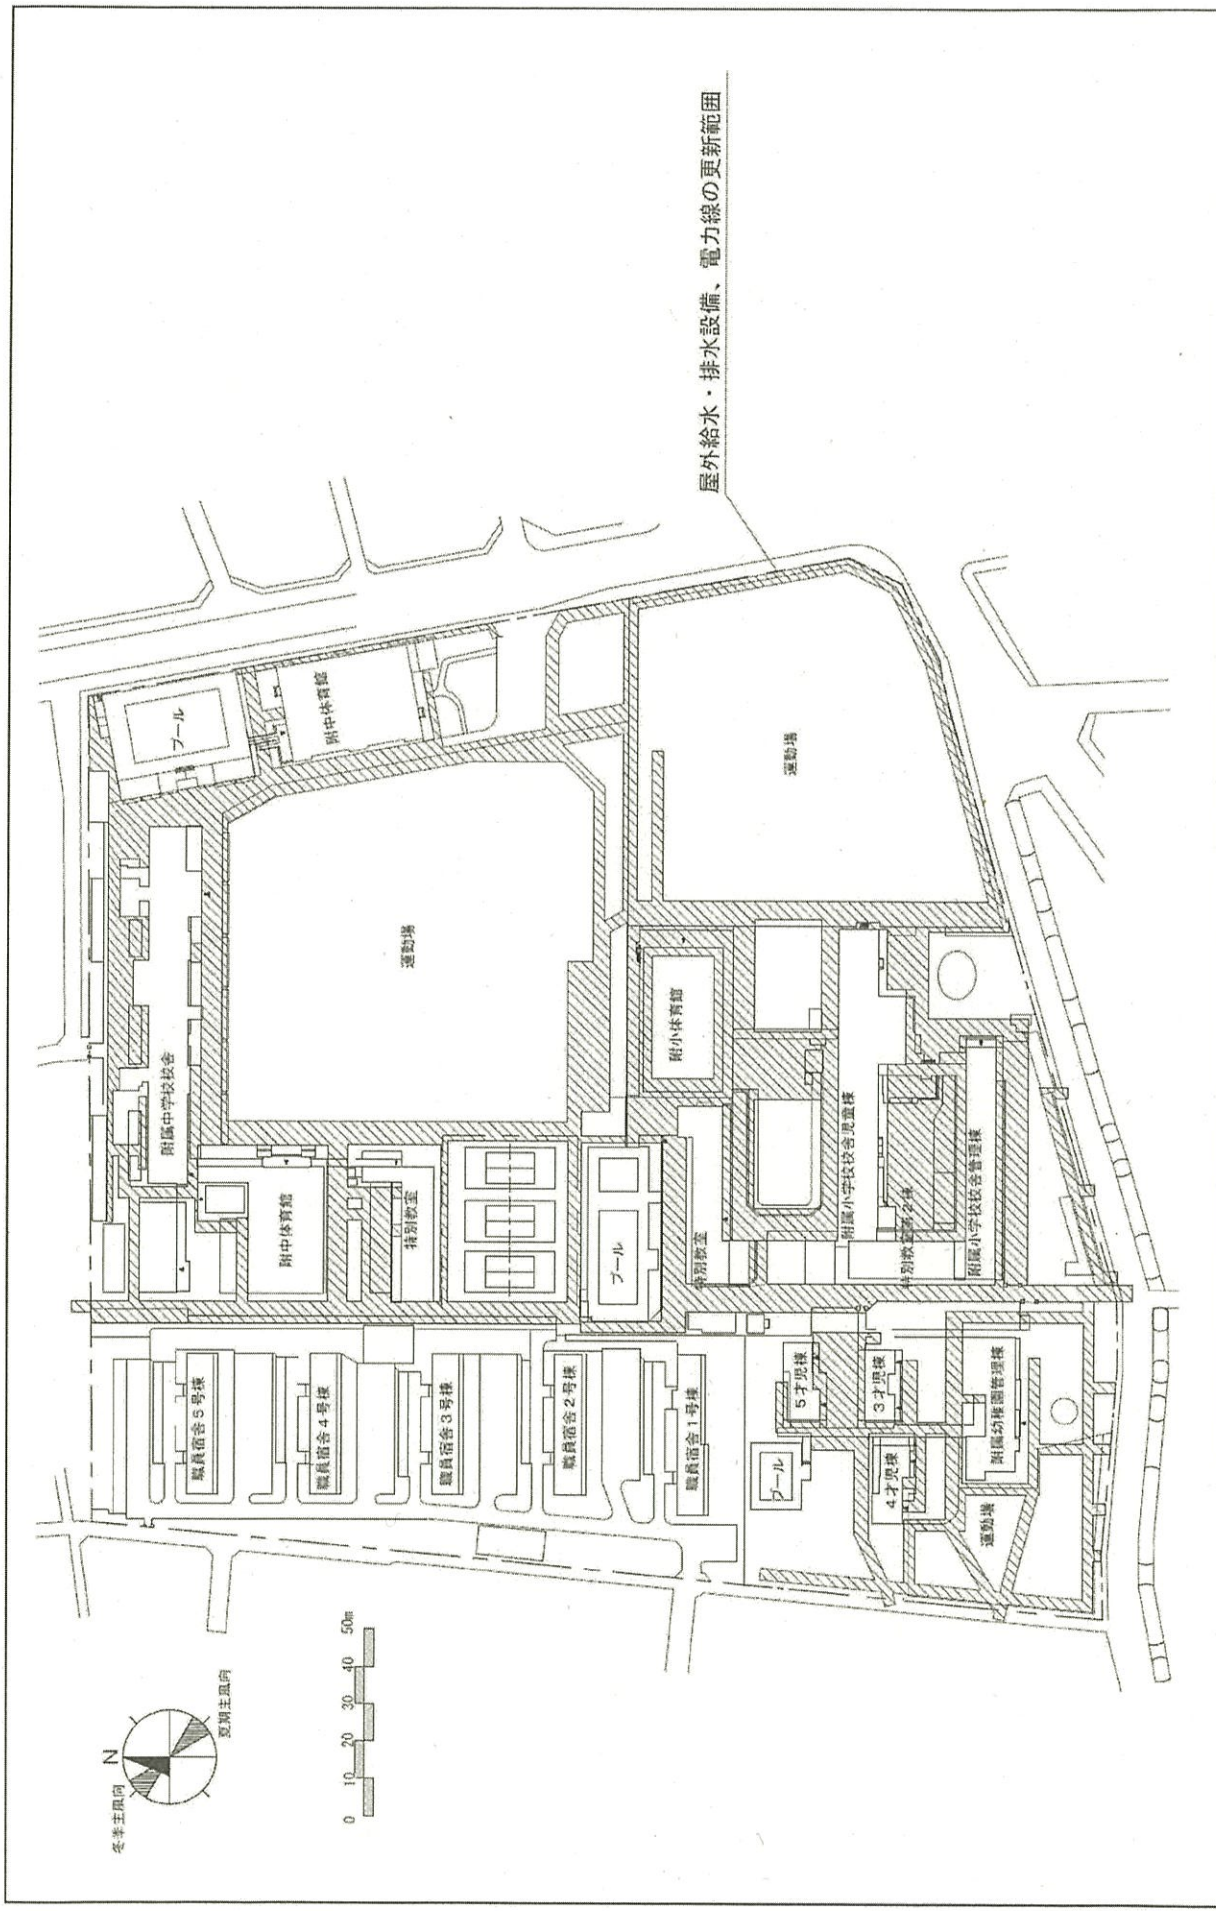 屋外給水・排水設備、電力線の更新範囲
プール
附中体育館
運動場
附属中学校校舎
附中体育館
特別教室
プール
運動場
附小体育館
附属小学校校舎児童棟
特別教室
特別教室第2棟
附属小学校校舎管理棟
職員宿舎5号棟
職員宿舎4号棟
職員宿舎3号棟
職員宿舎2号棟
職員宿舎1号棟
5才児棟
3才児棟
4才児棟
プール
附属幼稚園管理棟
運動場
N
冬季主風向
夏期主風向
0 10 20 30 40 50m